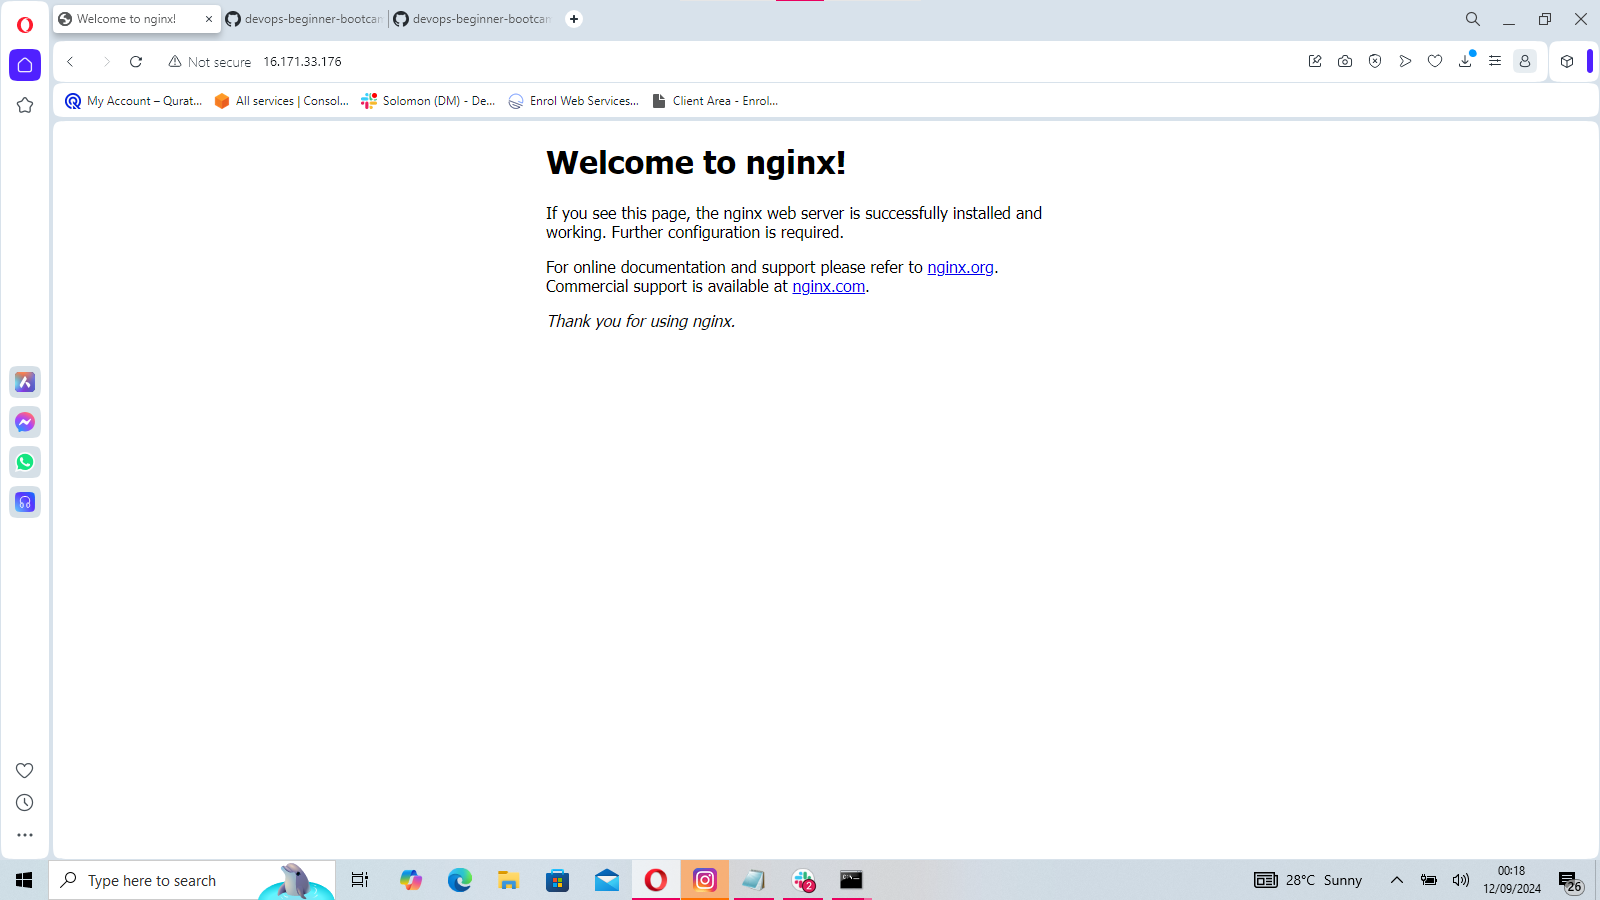 Welcome to nginx!
devops-beginner-bootcam
devops-beginner-bootcam
Not secure 16.171.33.176
My Account – Qurat...
All services | Consol...
Solomon (DM) - De...
Enrol Web Services...
Client Area - Enrol...
Welcome to nginx!
If you see this page, the nginx web server is successfully installed and
working. Further configuration is required.
For online documentation and support please refer to nginx.org.
Commercial support is available at nginx.com.
Thank you for using nginx.
Type here to search
2
28°C Sunny
00:18
12/09/2024
26